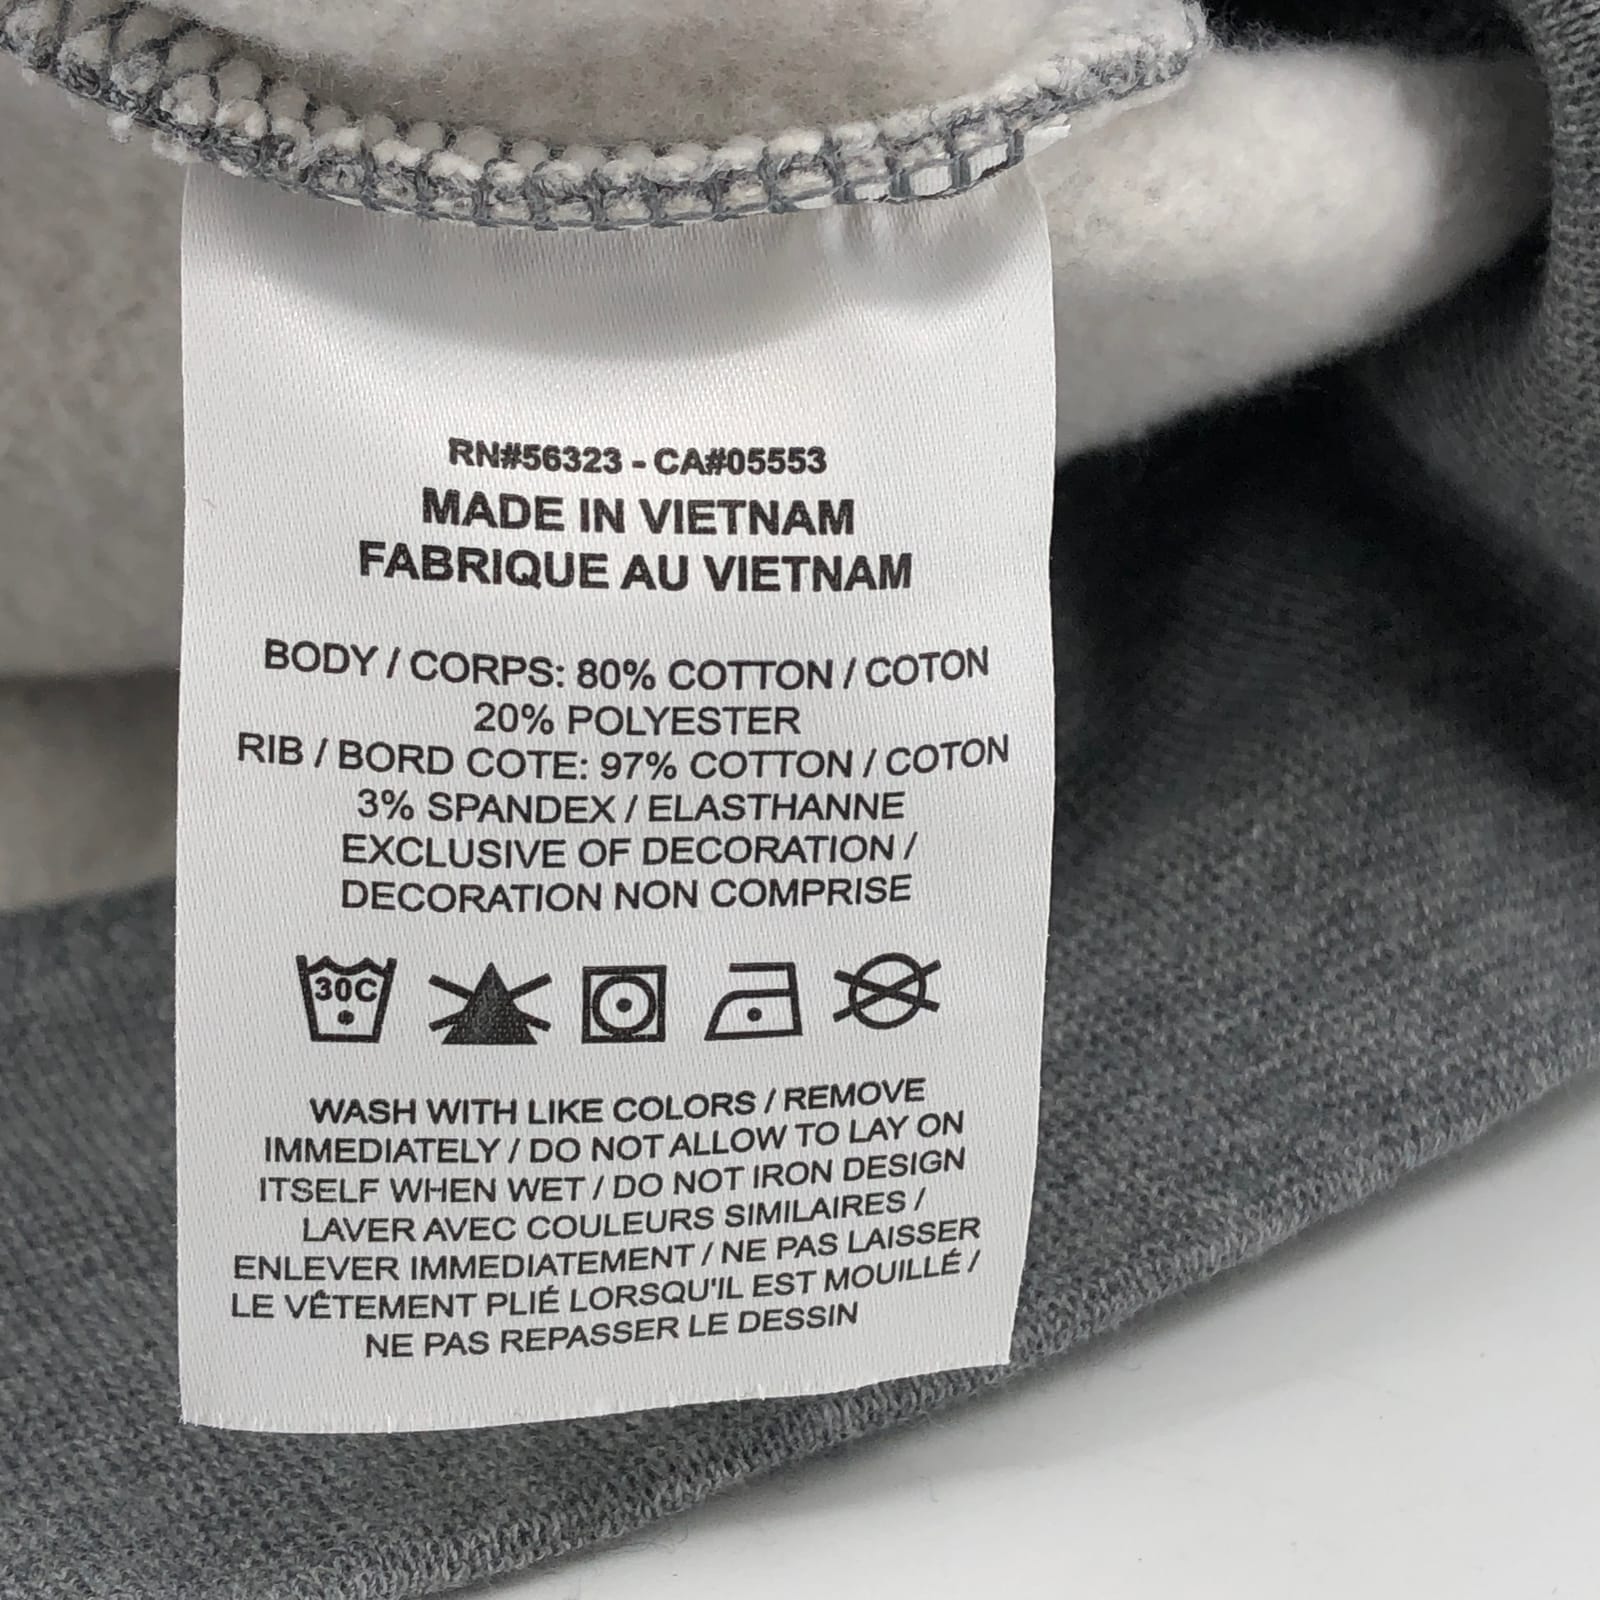 RN#56323 - CA#05553
MADE IN VIETNAM
FABRIQUE AU VIETNAM
BODY / CORPS: 80% COTTON / COTON
20% POLYESTER
RIB / BORD COTE: 97% COTTON / COTON
3% SPANDEX / ELASTHANNE
EXCLUSIVE OF DECORATION /
DECORATION NON COMPRISE
30C
WASH WITH LIKE COLORS / REMOVE
IMMEDIATELY / DO NOT ALLOW TO LAY ON
ITSELF WHEN WET / DO NOT IRON DESIGN
LAVER AVEC COULEURS SIMILAIRES /
ENLEVER IMMEDIATEMENT / NE PAS LAISSER
LE VÊTEMENT PLIÉ LORSQU'IL EST MOUILLÉ /
NE PAS REPASSER LE DESSIN